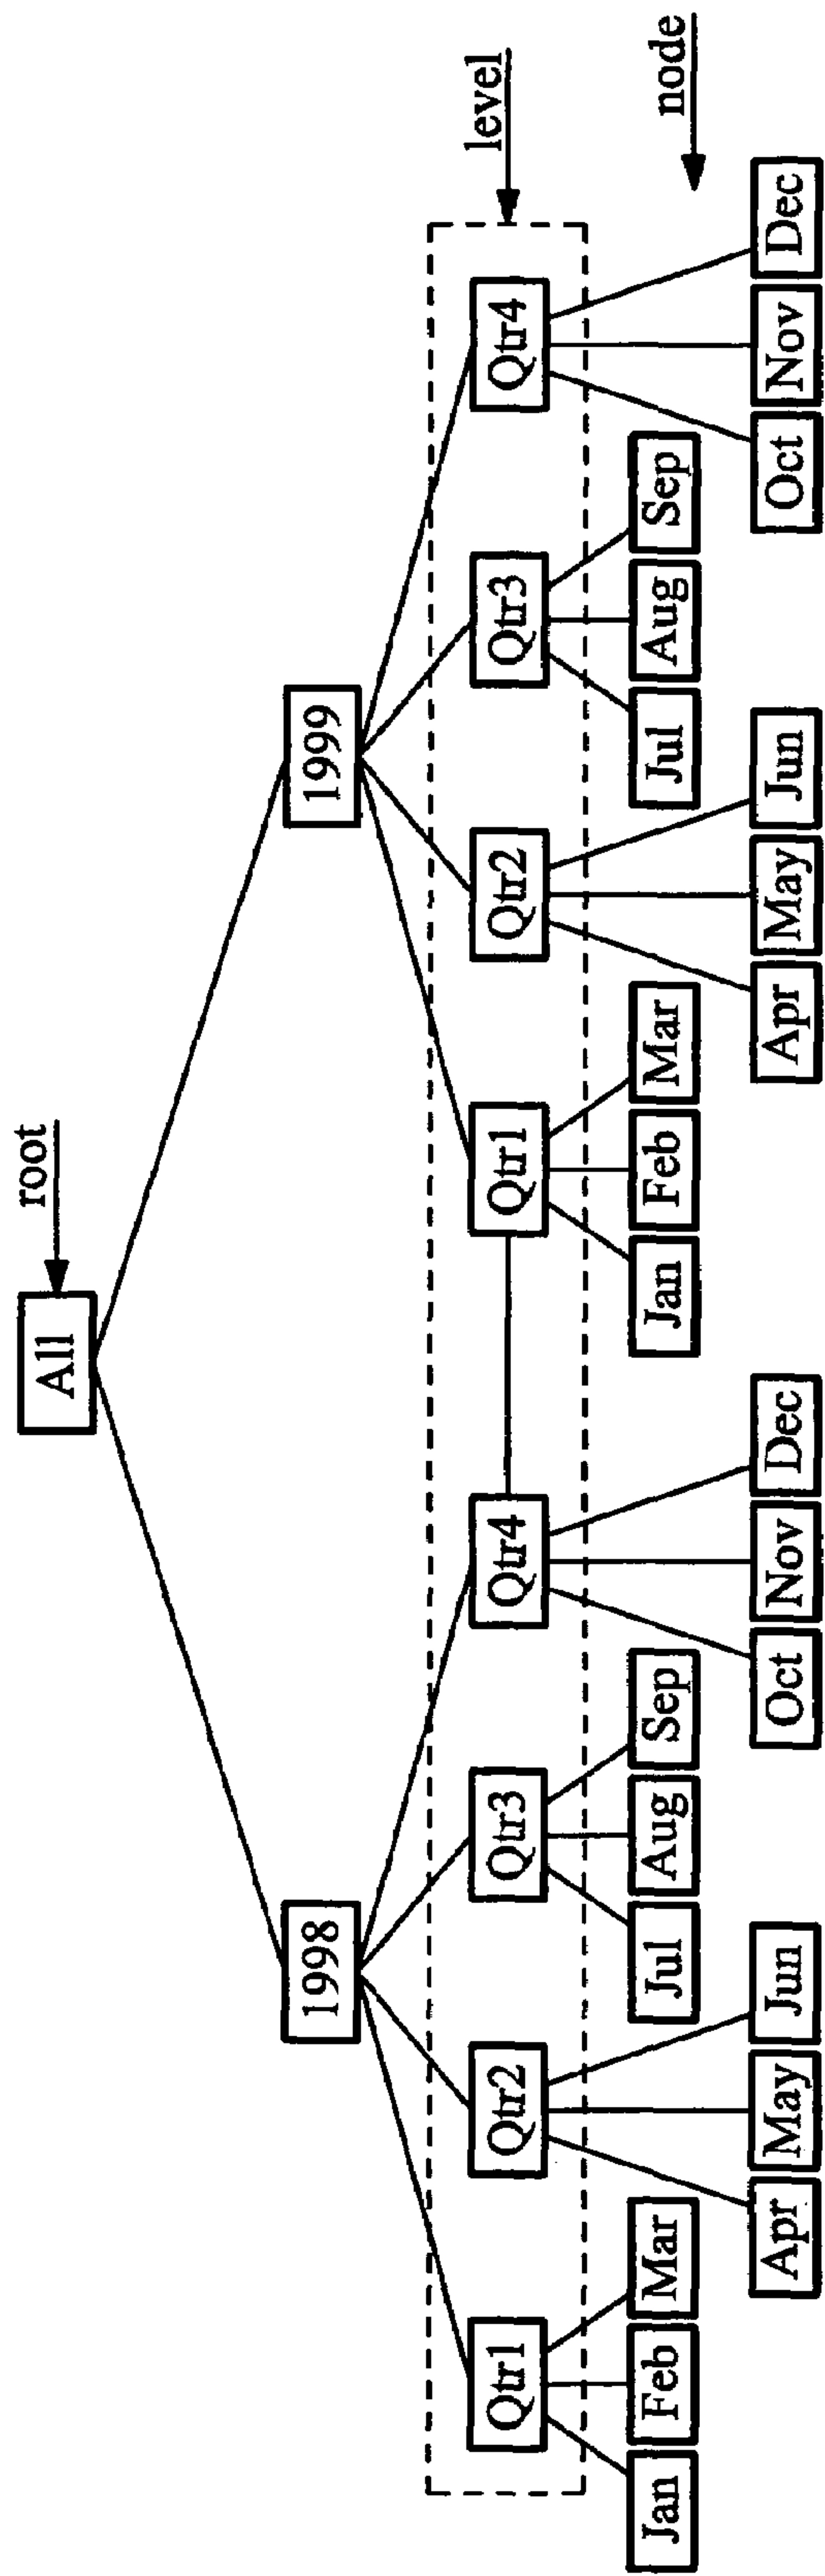 root
All
1998
1999
level
Qtr1
Qtr2
Qtr3
Qtr4
Qtr1
Qtr2
Qtr3
Qtr4
node
Jan
Feb
Mar
Jul
Aug
Sep
Jan
Feb
Mar
Jul
Aug
Sep
Apr
May
Jun
Oct
Nov
Dec
Apr
May
Jun
Oct
Nov
Dec